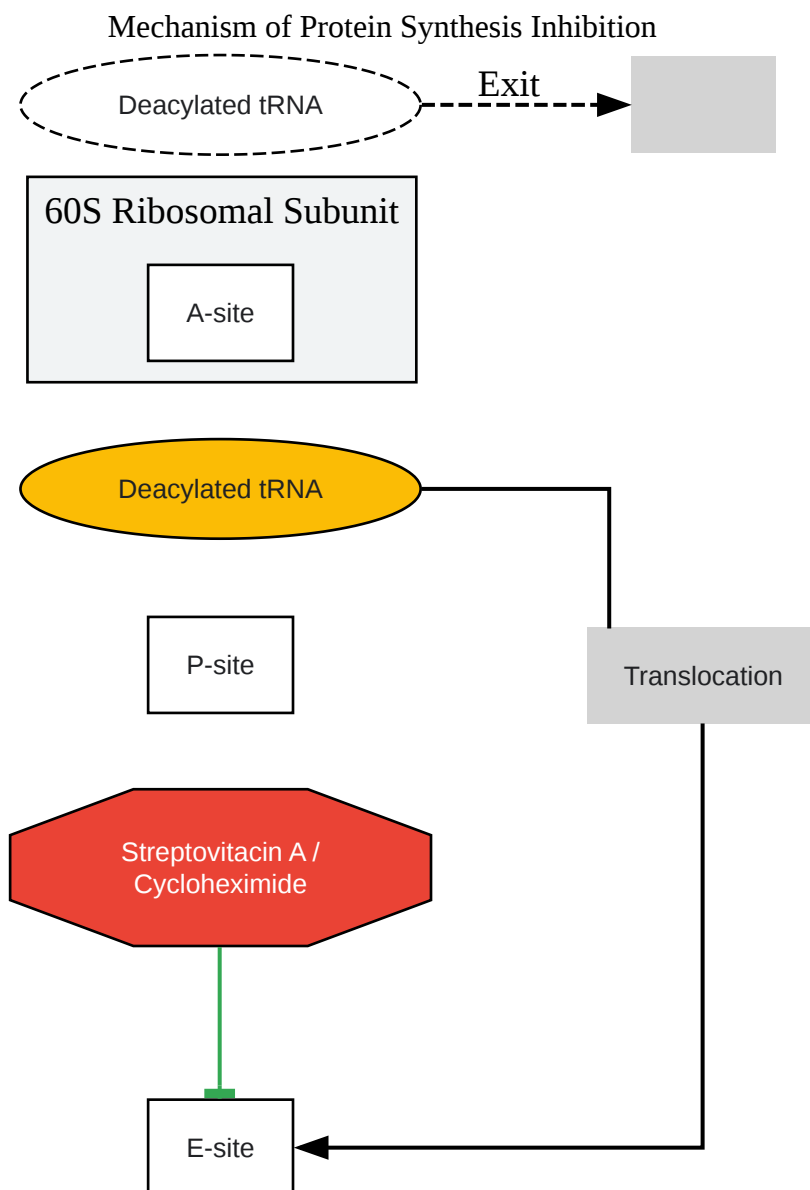 Mechanism of Protein Synthesis Inhibition
Deacylated tRNA
Exit
60S Ribosomal Subunit
A-site
Deacylated tRNA
P-site
Translocation
Streptovitacin A /
Cycloheximide
E-site